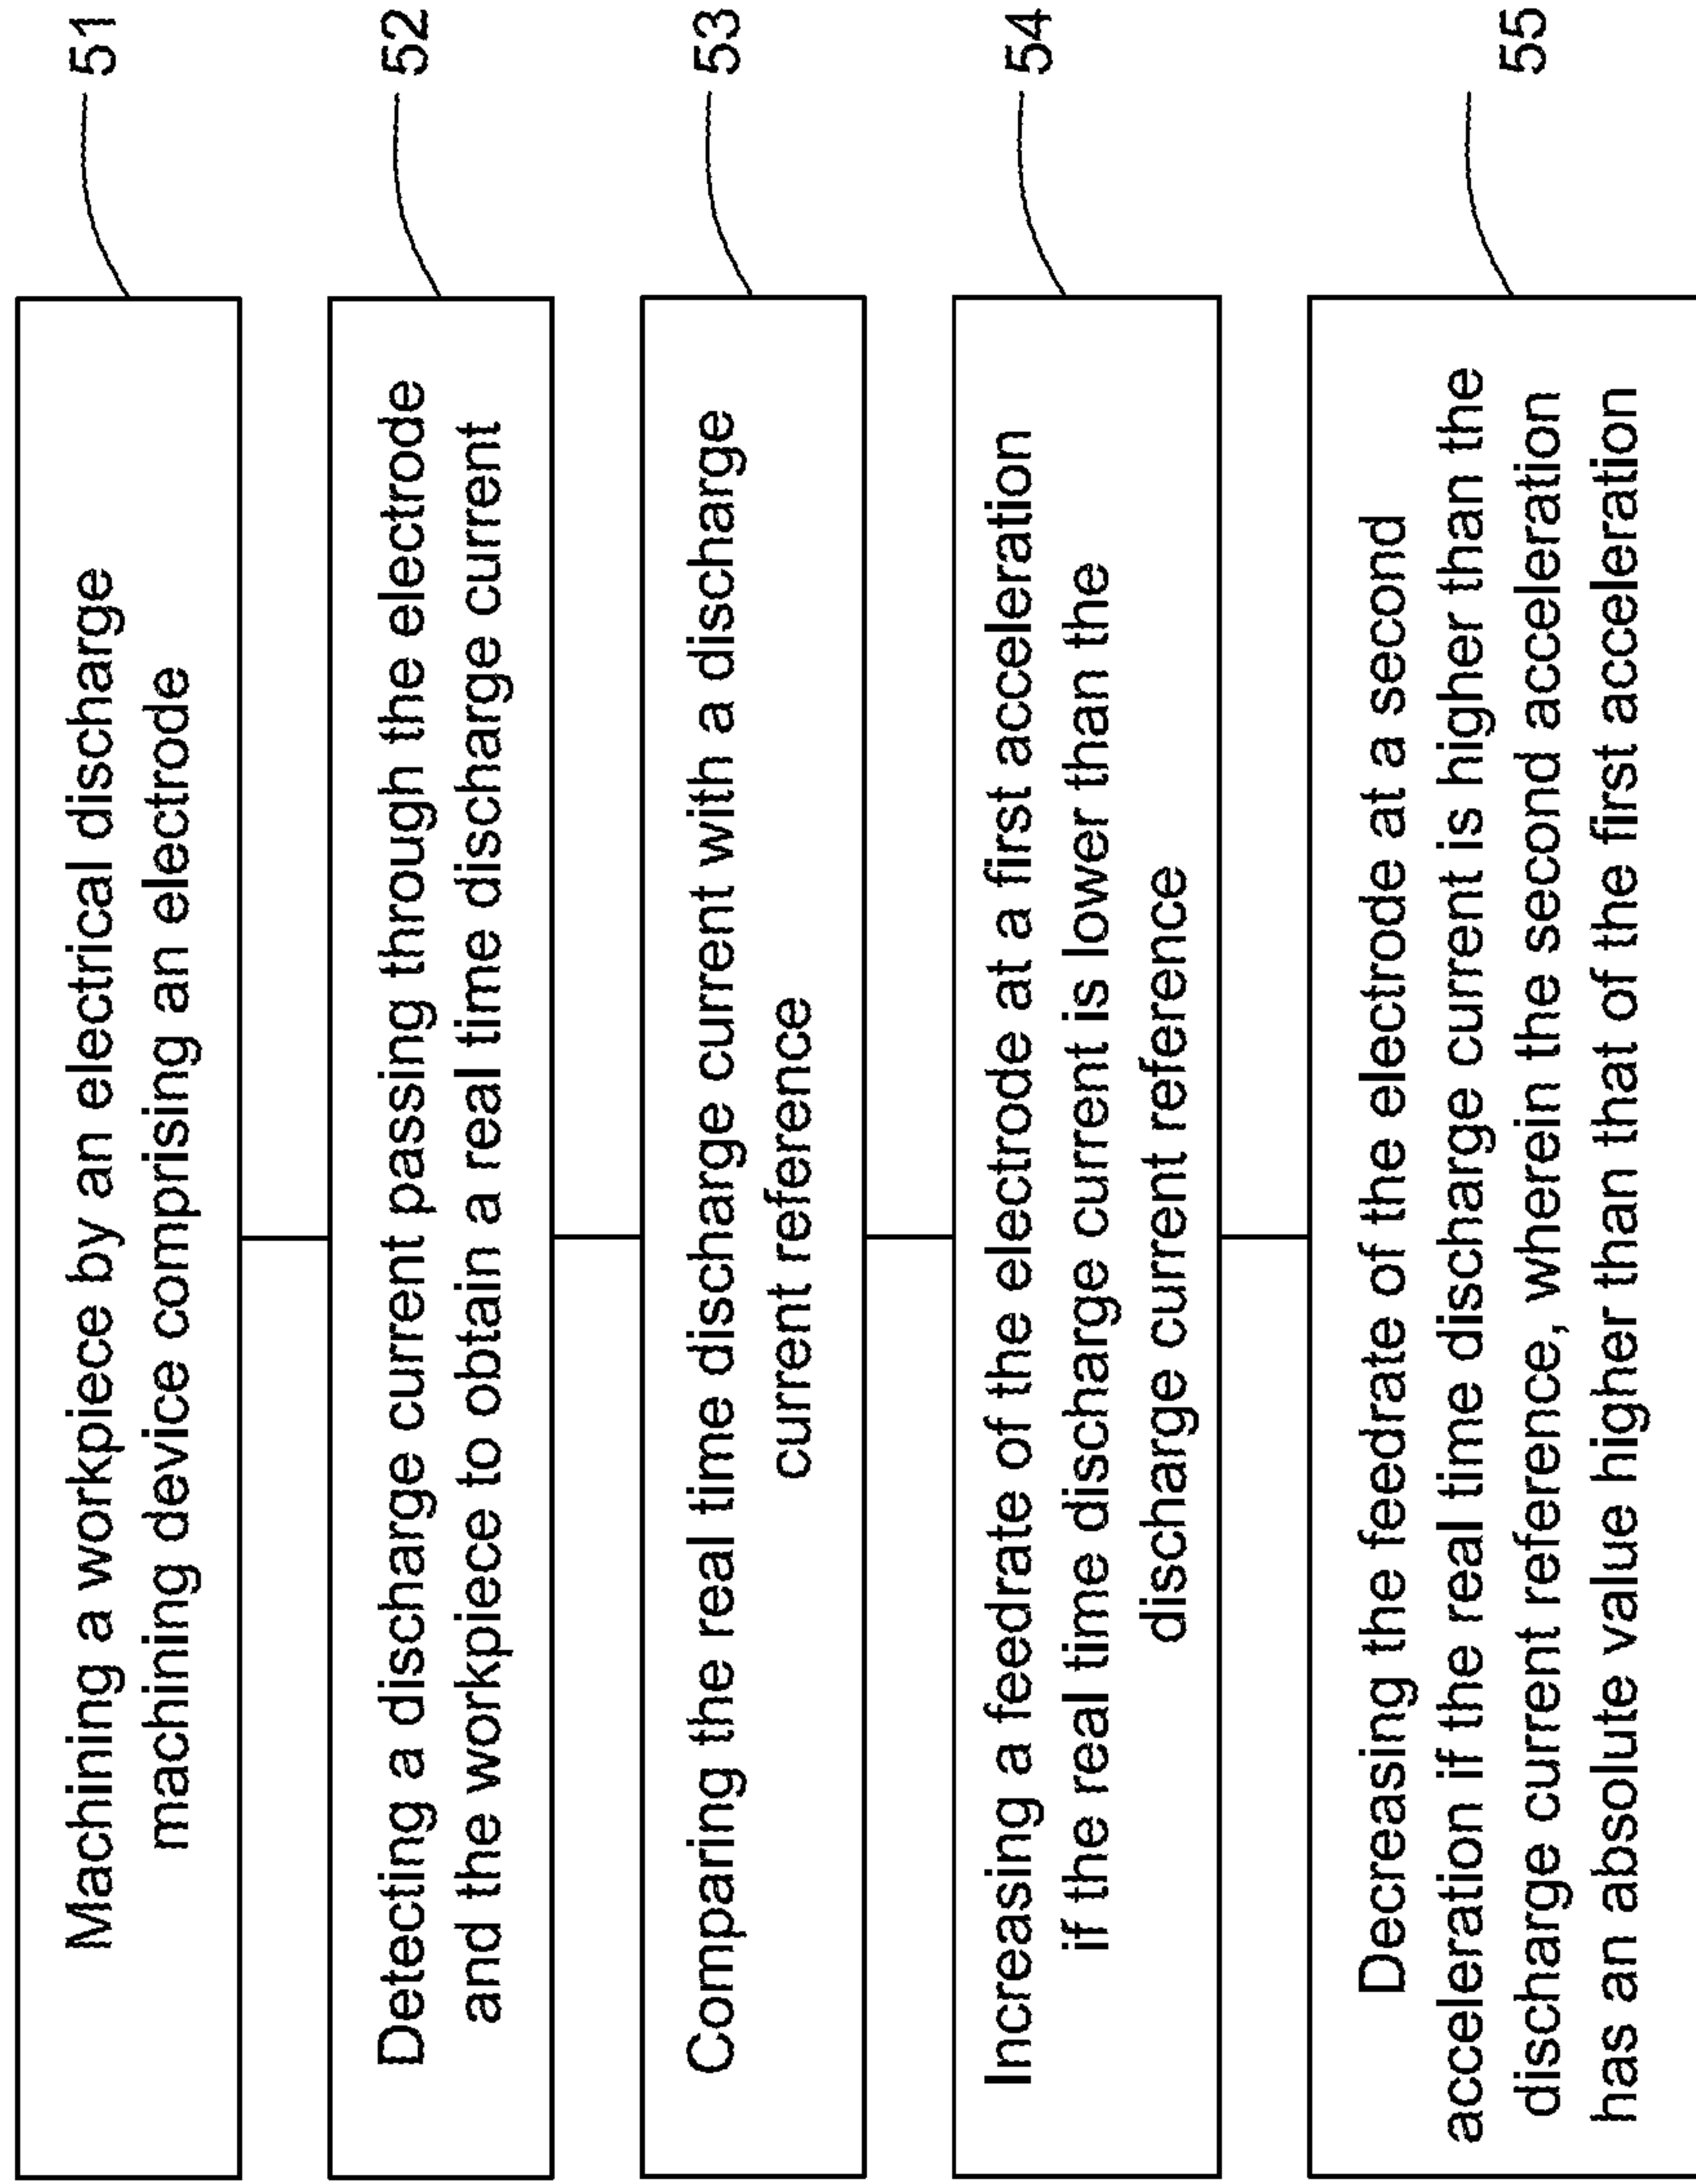 Machining a workpiece by an electrical discharge
machining device comprising an electrode
51
Detecting a discharge current passing through the electrode
and the workpiece to obtain a real time discharge current
52
Comparing the real time discharge current with a discharge
current reference
53
Increasing a feedrate of the electrode at a first acceleration
if the real time discharge current is lower than the
discharge current reference
54
Decreasing the feedrate of the electrode at a second
acceleration if the real time discharge current is higher than the
discharge current reference, wherein the second acceleration
has an absolute value higher than that of the first acceleration
55